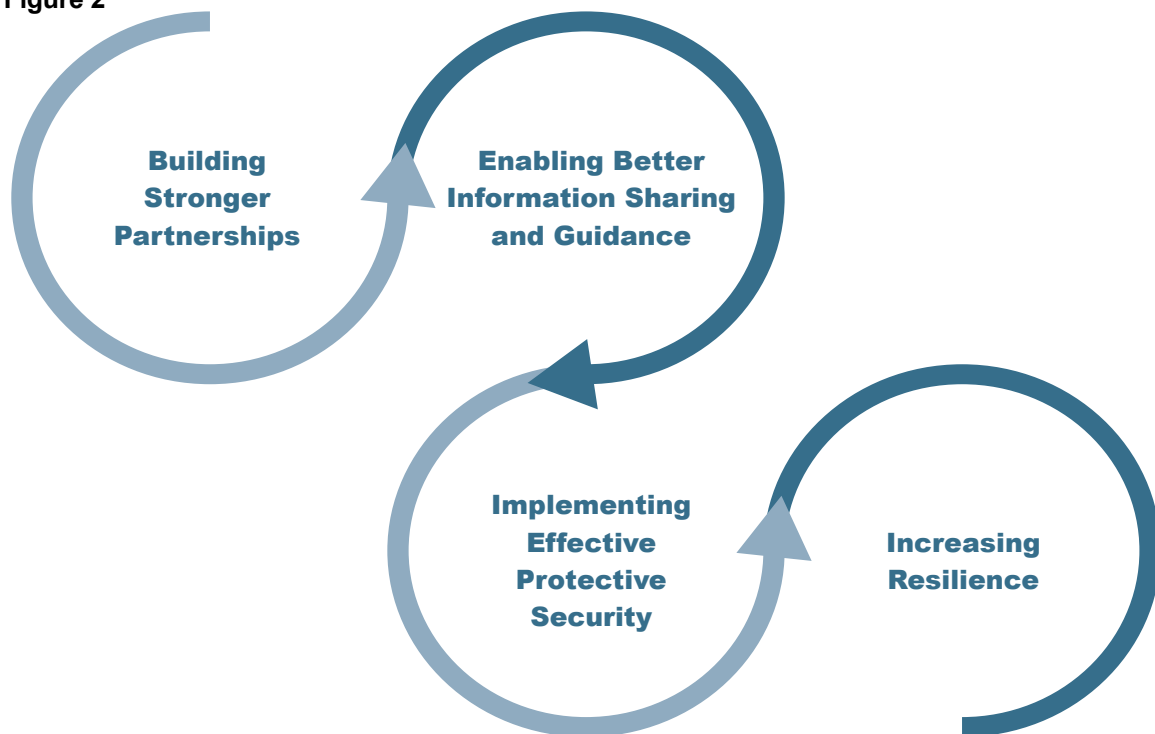 Figure 2
Building
Stronger
Partnerships
Enabling Better
Information Sharing
and Guidance
Implementing
Effective
Protective
Security
Increasing
Resilience